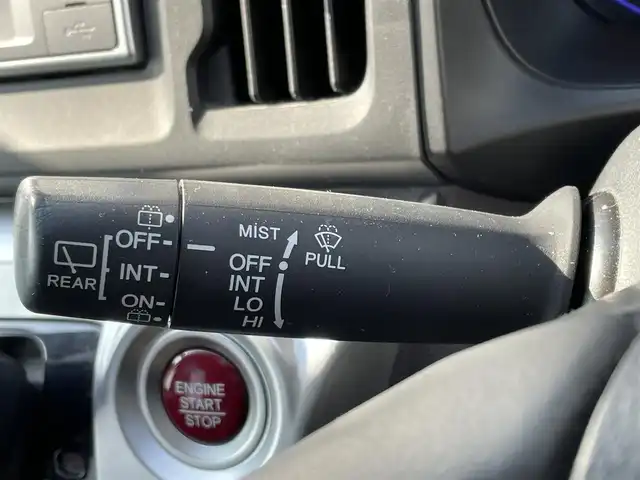 OFF
INT
ON
REAR
MIST
OFF
INT
LO
HI
PULL
ENGINE
START
STOP